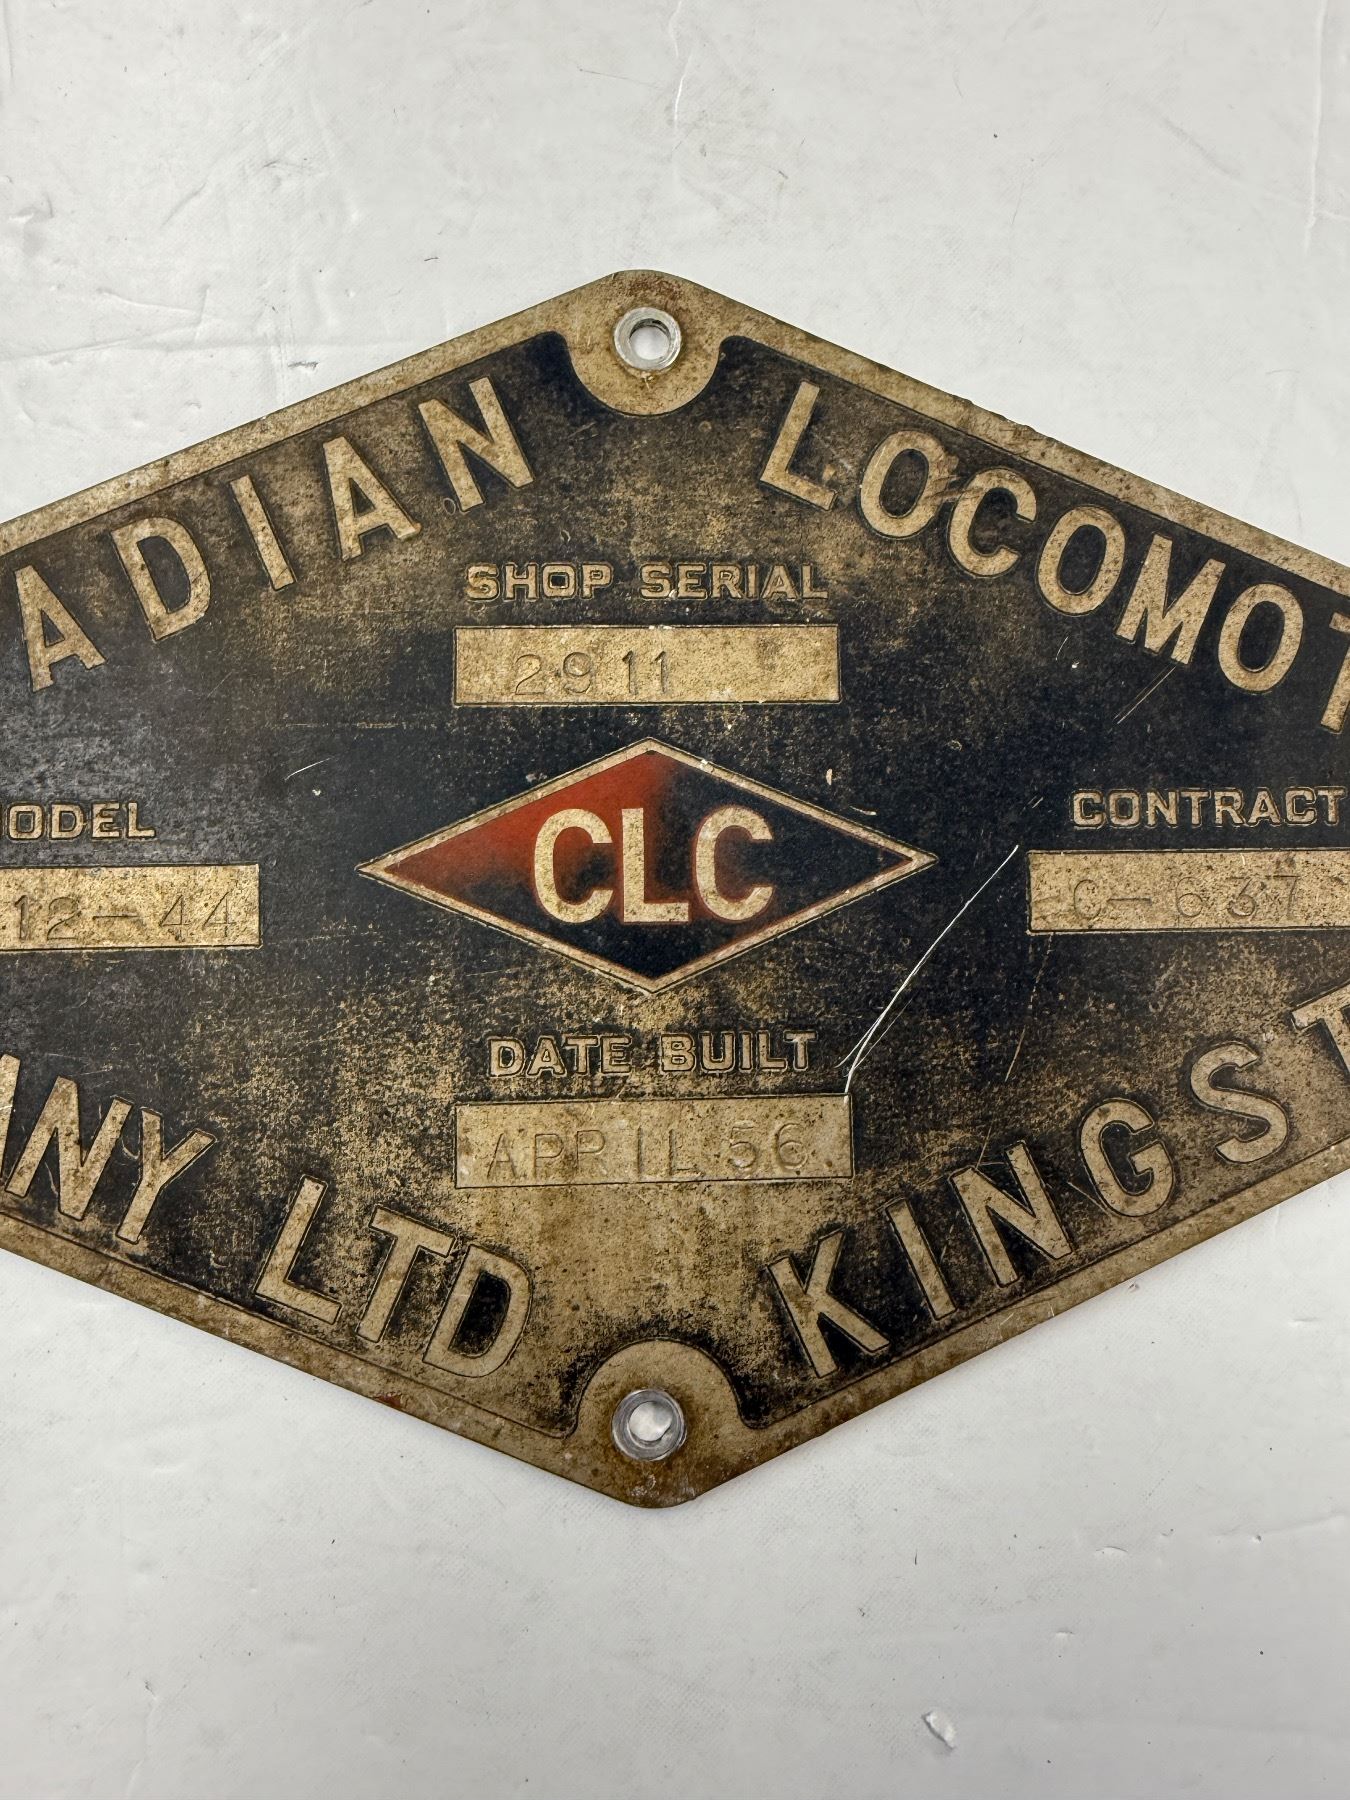 ADIAN LOCOMOT
SHOP SERIAL
2911
ODEL
12-44
CLC
CONTRACT
C-637
DATE BUILT
APRIL 56
NY LTD KINGST